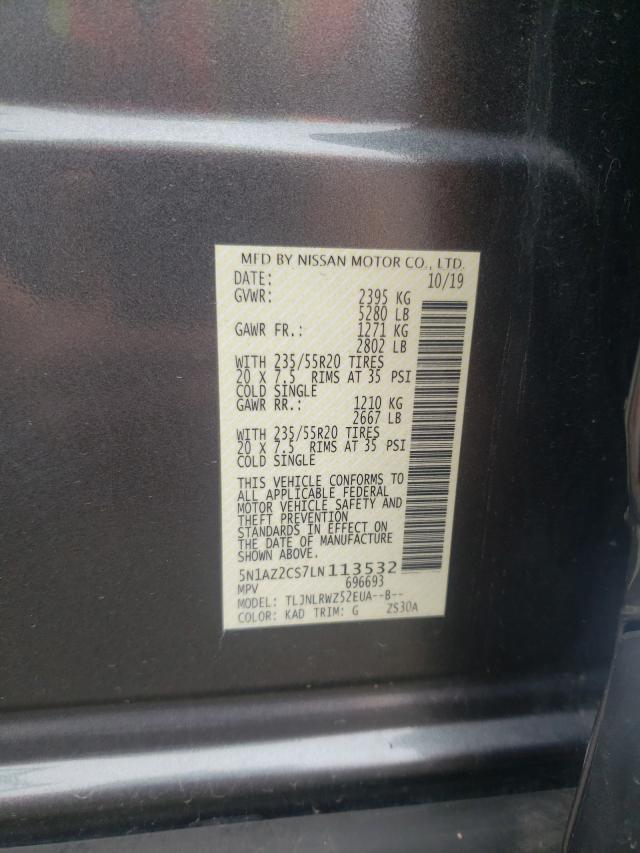 MFD BY NISSAN MOTOR CO., LTD.
DATE: 10/19
GVWR: 2395 KG
5280 LB
GAWR FR.: 1271 KG
2802 LB
WITH 235/55R20 TIRES
20 X 7.5 RIMS AT 35 PSI
COLD SINGLE
GAWR RR.: 1210 KG
2667 LB
WITH 235/55R20 TIRES
20 X 7.5 RIMS AT 35 PSI
COLD SINGLE
THIS VEHICLE CONFORMS TO
ALL APPLICABLE FEDERAL
MOTOR VEHICLE SAFETY AND
THEFT PREVENTION
STANDARDS IN EFFECT ON
THE DATE OF MANUFACTURE
SHOWN ABOVE.
5N1AZ2CS7LN113532
MPV 696693
MODEL: TLJNLRWZ52EUA--B--
COLOR: KAD TRIM: G ZS30A